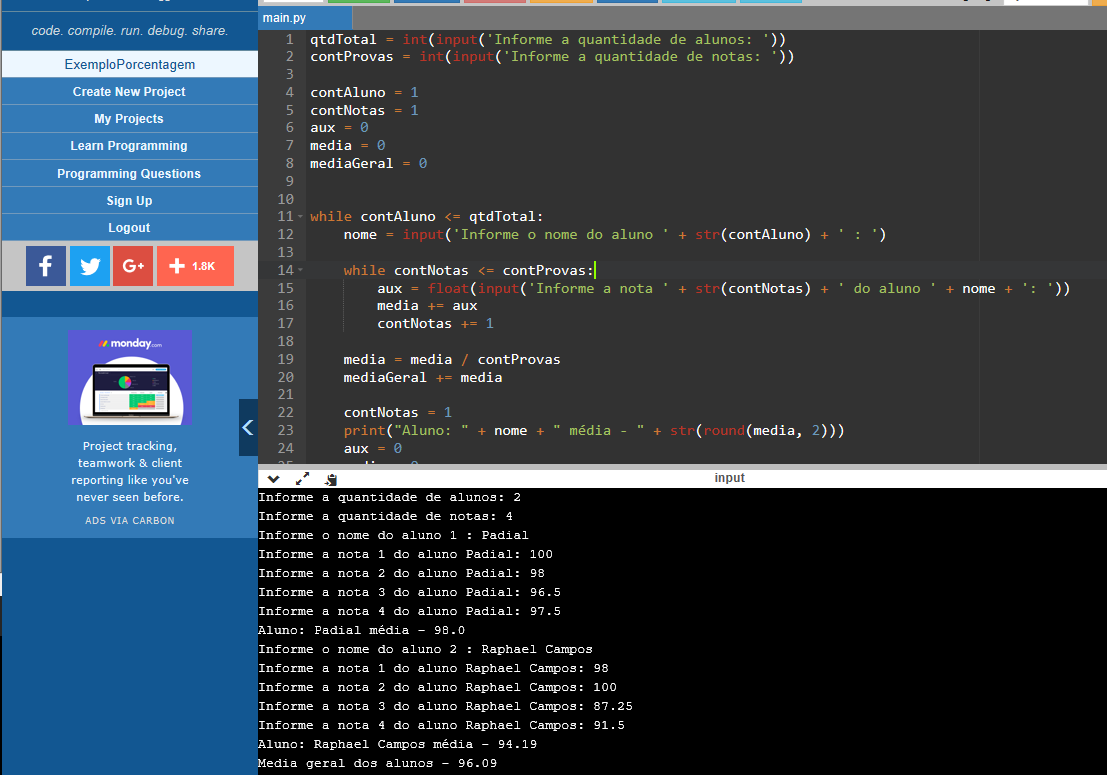 code. compile. run. debug. share.
ExemploPorcentagem
Create New Project
My Projects
Learn Programming
Programming Questions
Sign Up
Logout
f
G+
+ 1.8K
monday.com
Project tracking,
teamwork & client
reporting like you've
never seen before.
ADS VIA CARBON
main.py
1 qtdTotal = int(input('Informe a quantidade de alunos: '))
2 contProvas = int(input('Informe a quantidade de notas: '))
3
4 contAluno = 1
5 contNotas = 1
6 aux = 0
7 media = 0
8 mediaGeral = 0
9
10
11 while contAluno <= qtdTotal:
12     nome = input('Informe o nome do aluno ' + str(contAluno) + ' : ')
13
14     while contNotas <= contProvas:
15         aux = float(input('Informe a nota ' + str(contNotas) + ' do aluno ' + nome + ': '))
16         media += aux
17         contNotas += 1
18
19     media = media / contProvas
20     mediaGeral += media
21
22     contNotas = 1
23     print("Aluno: " + nome + " média - " + str(round(media, 2)))
24     aux = 0
input
Informe a quantidade de alunos: 2
Informe a quantidade de notas: 4
Informe o nome do aluno 1 : Padial
Informe a nota 1 do aluno Padial: 100
Informe a nota 2 do aluno Padial: 98
Informe a nota 3 do aluno Padial: 96.5
Informe a nota 4 do aluno Padial: 97.5
Aluno: Padial média - 98.0
Informe o nome do aluno 2 : Raphael Campos
Informe a nota 1 do aluno Raphael Campos: 98
Informe a nota 2 do aluno Raphael Campos: 100
Informe a nota 3 do aluno Raphael Campos: 87.25
Informe a nota 4 do aluno Raphael Campos: 91.5
Aluno: Raphael Campos média - 94.19
Media geral dos alunos - 96.09